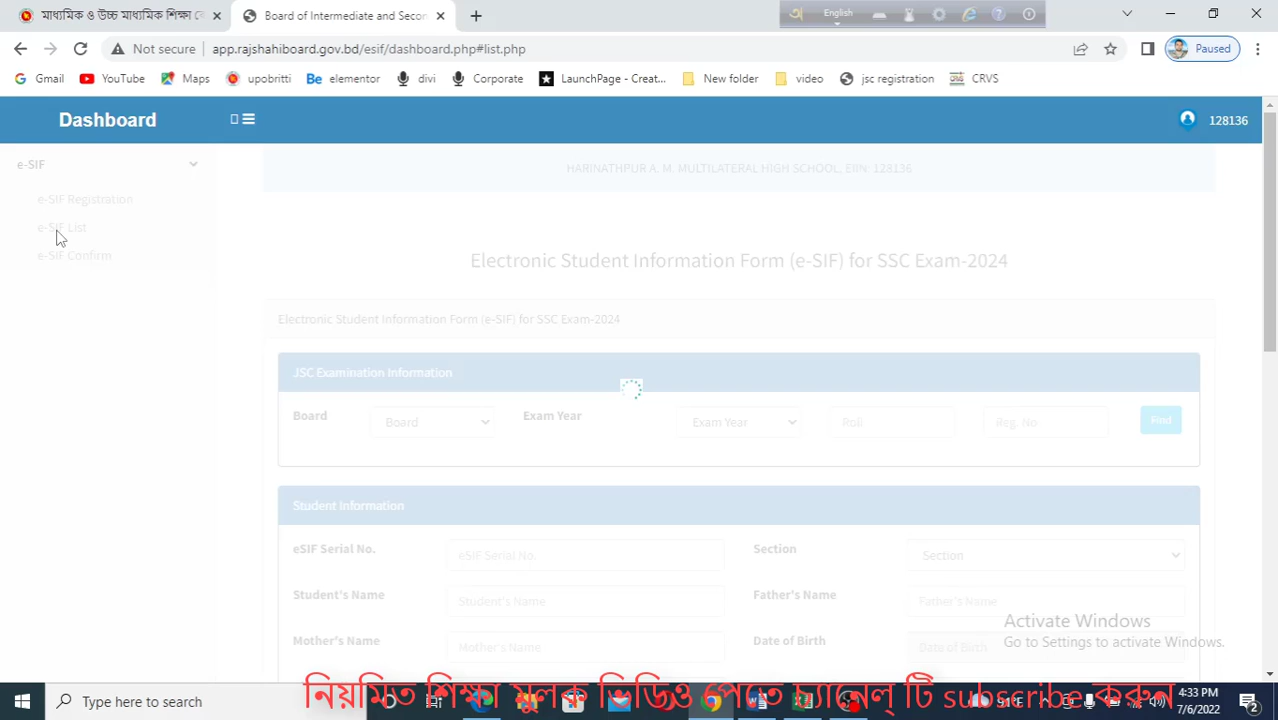 মাধ্যমিক ও উচ্চ মাধ্যমিক শিক্ষা
Board of Intermediate and Secon
English
Not secure
app.rajshahiboard.gov.bd/esif/dashboard.php#list.php
Paused
Gmail
YouTube
Maps
upobritti
elementor
divi
Corporate
LaunchPage - Creat...
New folder
video
jsc registration
CRVS
Dashboard
128136
e-SIF
e-SIF Registration
e-SIF List
e-SIF Confirm
HARINATHPUR A. M. MULTILATERAL HIGH SCHOOL, EIIN: 128136
Electronic Student Information Form (e-SIF) for SSC Exam-2024
Electronic Student Information Form (e-SIF) for SSC Exam-2024
JSC Examination Information
Board
Board
Exam Year
Exam Year
Roll
Reg. No
Find
Student Information
eSIF Serial No.
eSIF Serial No.
Section
Section
Student's Name
Student's Name
Father's Name
Father's Name
Mother's Name
Mother's Name
Date of Birth
Date of Birth
Activate Windows
Go to Settings to activate Windows.
Type here to search
নিয়মিত শিক্ষা মূলক ভিডিও পেতে চ্যানেল টি subscribe করুন
91°F
4:33 PM
7/6/2022
2